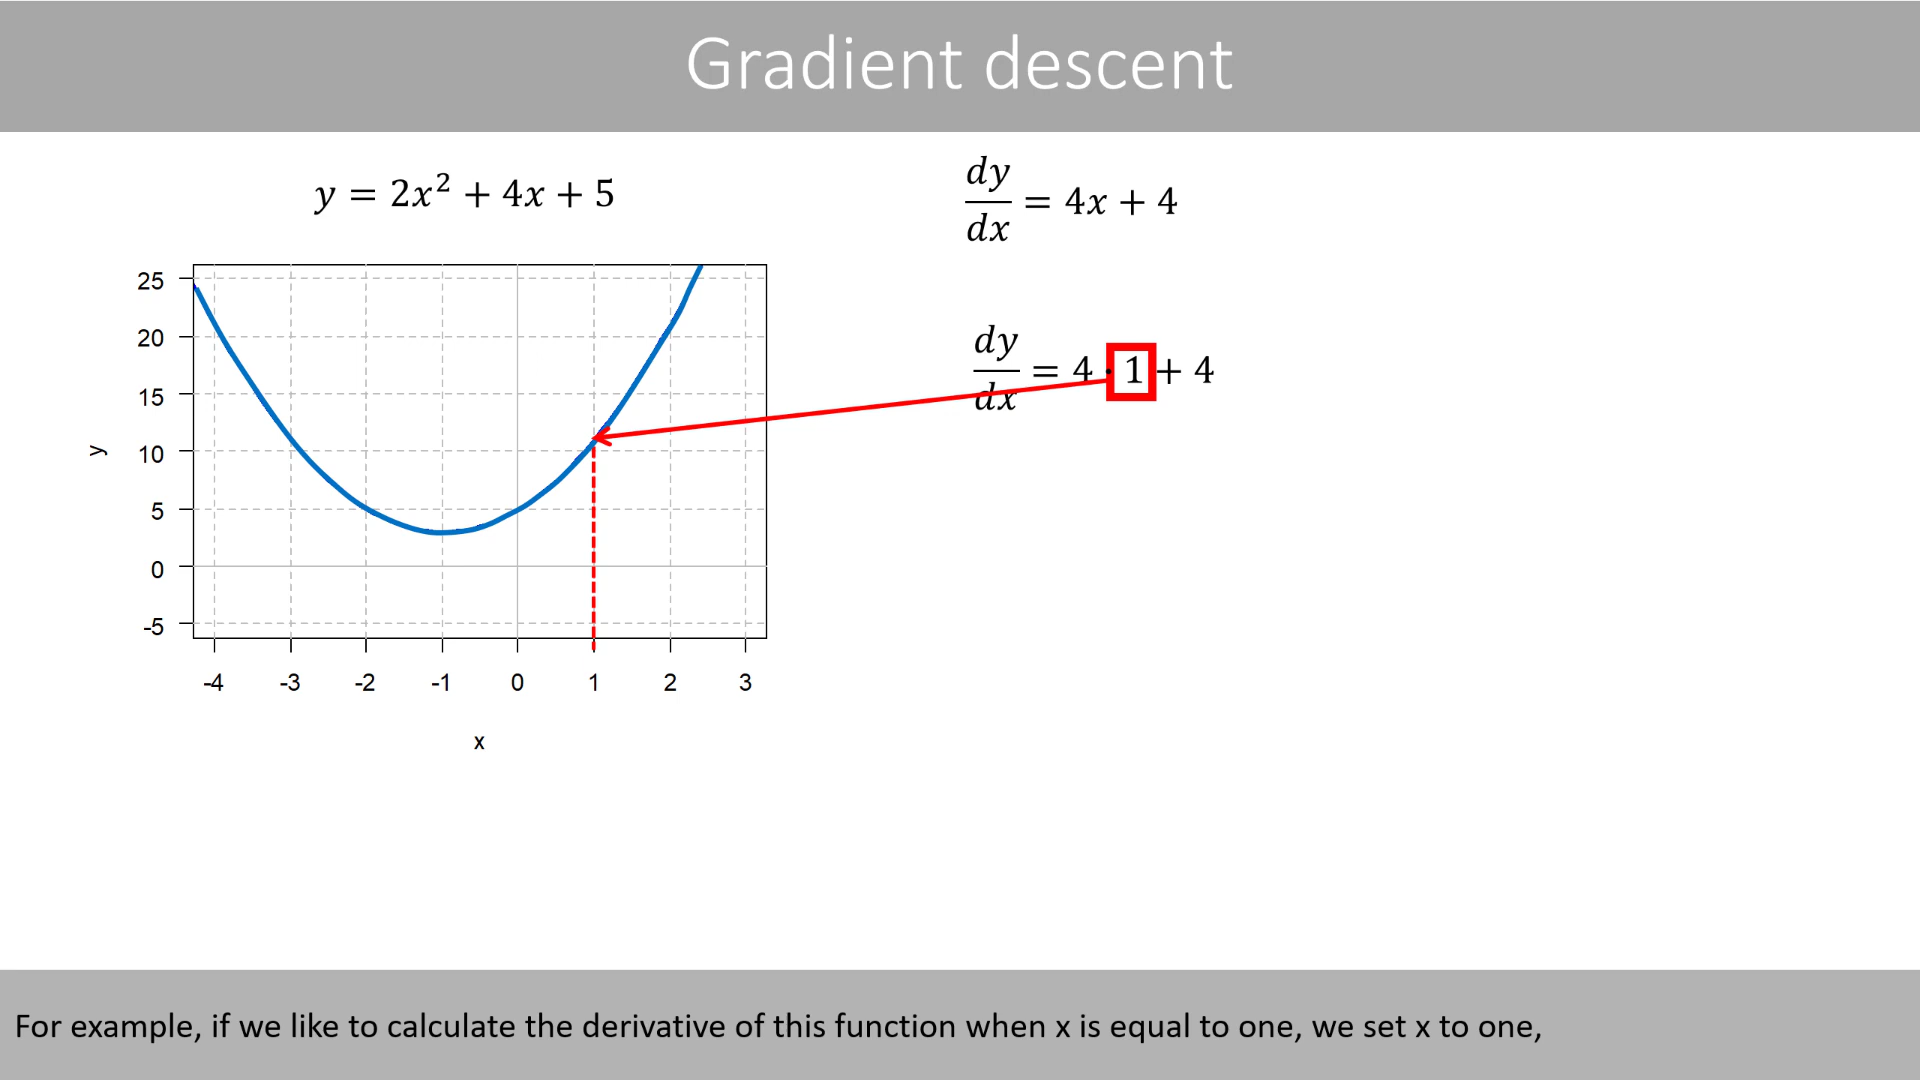 Gradient descent
y = 2x² + 4x + 5
dy/dx = 4x + 4
dy/dx = 4 · 1 + 4
25
20
15
10
5
0
-5
y
-4 -3 -2 -1 0 1 2 3
x
For example, if we like to calculate the derivative of this function when x is equal to one, we set x to one,